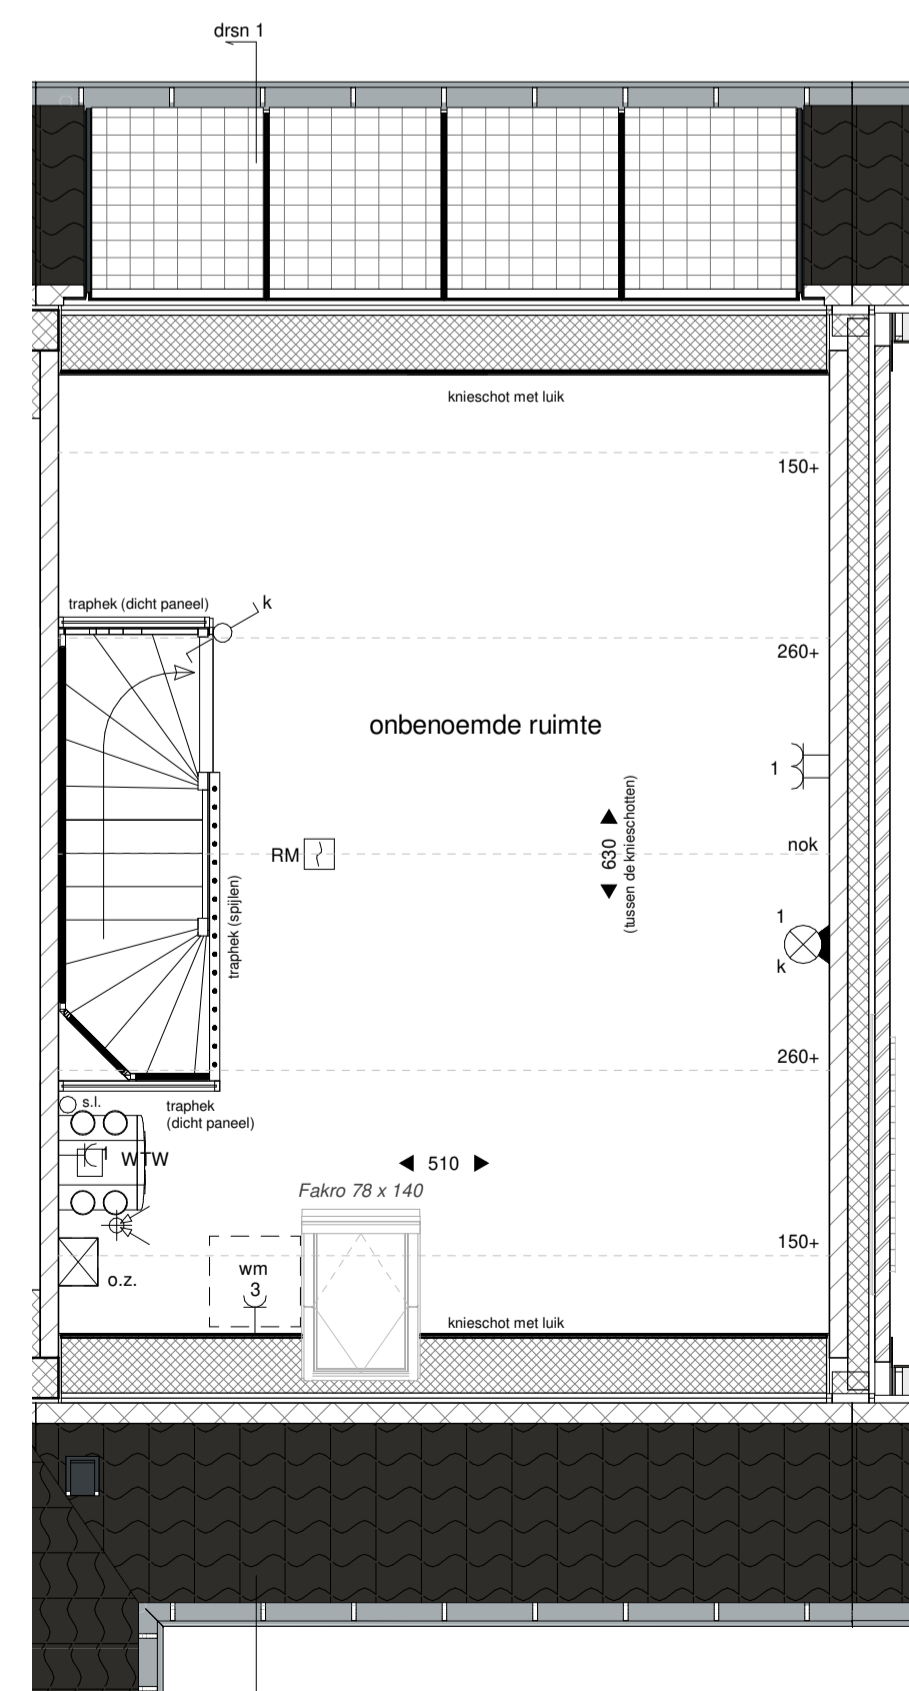 drsn 1
knieschot met luik
150+
traphek (dicht paneel)
k
260+
onbenoemde ruimte
1
630
(tussen de knieschotten)
nok
RM
traphek (spijlen)
1
k
260+
s.l.
traphek
(dicht paneel)
1
WTW
510
Fakro 78 x 140
150+
o.z.
wm
3
knieschot met luik